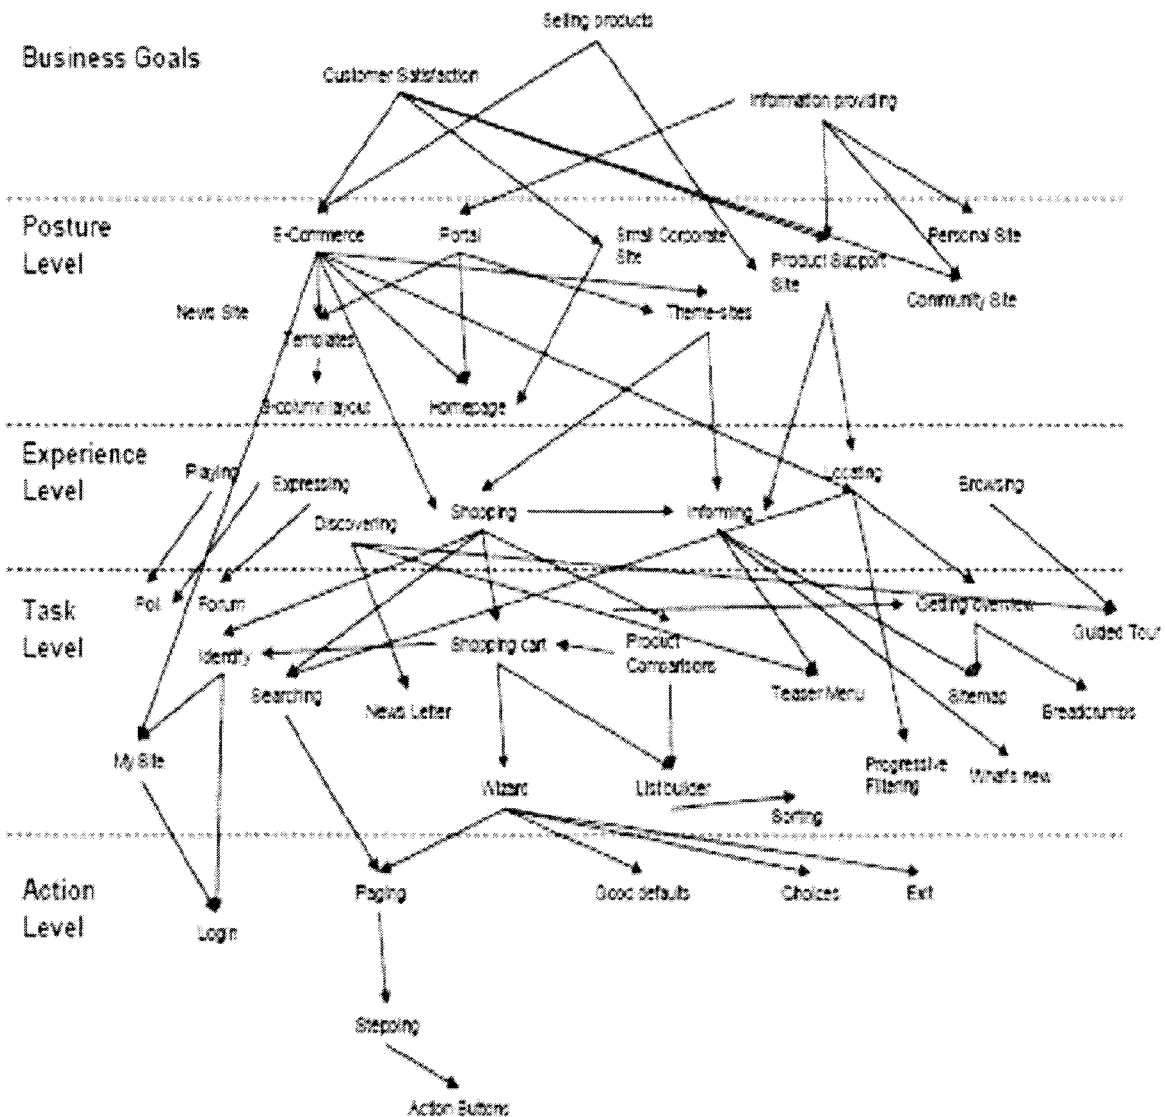 Selling products
Business Goals
Customer Satisfaction
Information providing
Posture
Level
E-Commerce
Portal
Small Corporate
Site
Product Support
Site
Personal Site
Community Site
News Site
Templates
Theme-sites
3-column layout
Homepage
Experience
Level
Playing
Expressing
Discovering
Shopping
Informing
Locating
Browsing
Task
Level
Poll
Forum
Getting overview
Guided Tour
Identify
Shopping cart
Product
Comparisons
Searching
News Letter
Teaser Menu
Sitemap
Breadcrumbs
My Site
Wizard
List builder
Progressive
Filtering
What's new
Sorting
Action
Level
Paging
Good defaults
Choices
Exit
Login
Stepping
Action Buttons